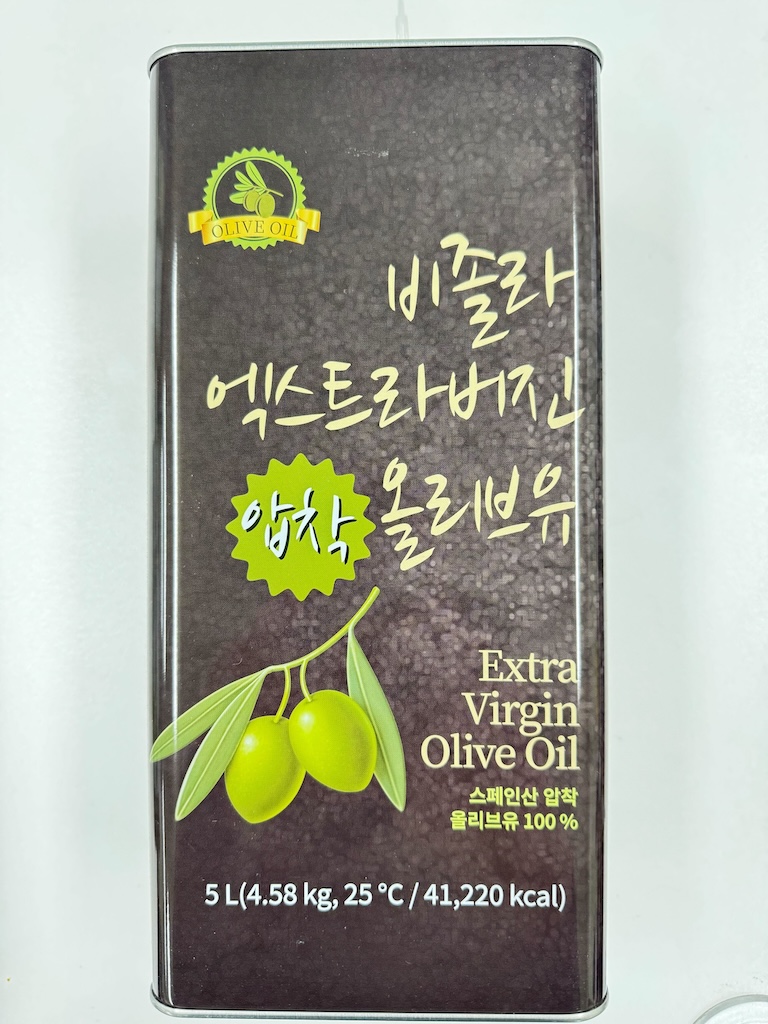 OLIVE OIL
비졸라
엑스트라버진
압착 올리브유
Extra
Virgin
Olive Oil
스페인산 압착
올리브유 100 %
5 L(4.58 kg, 25 ℃ / 41,220 kcal)